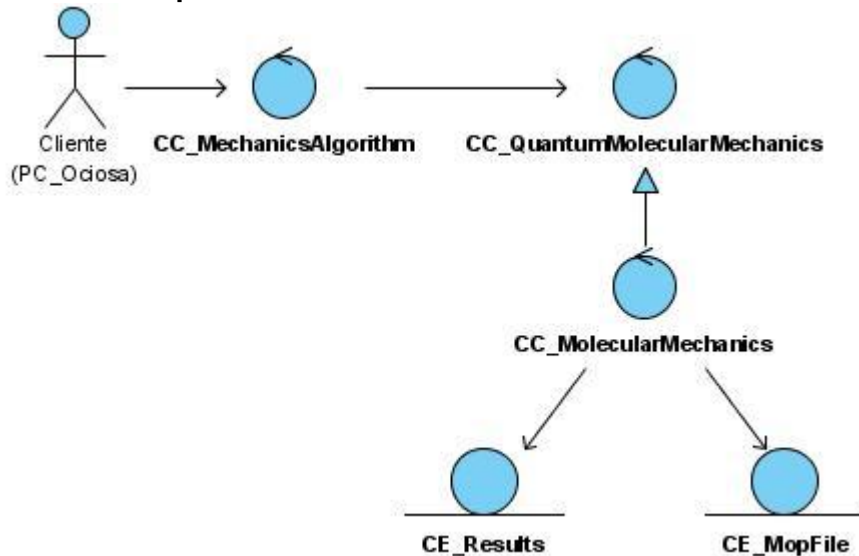 Cliente
(PC_Ociosa)
CC_MechanicsAlgorithm
CC_QuantumMolecularMechanics
CC_MolecularMechanics
CE_Results
CE_MopFile